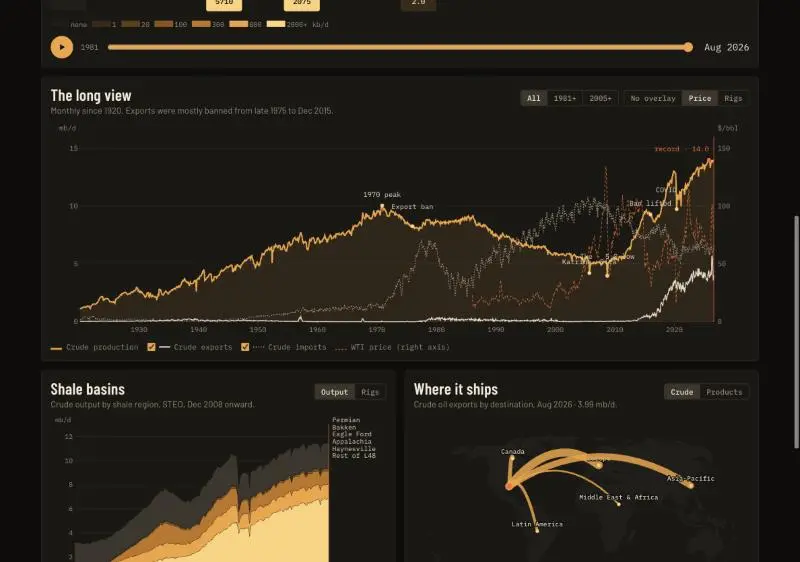 5710 2075 2.0
none 1 20 100 300 800 2000+ kb/d
1981 Aug 2026
The long view
Monthly since 1920. Exports were mostly banned from late 1975 to Dec 2015.
All 1981+ 2005+ No overlay Price Rigs
mb/d $/bbl
record · 14.0
15 150
COVID
1970 peak
Ban lifted
10 Export ban 100
5 50
0 0
1930 1940 1950 1960 1970 1980 1990 2000 2010 2020
Crude production Crude exports Crude imports WTI price (right axis)
Shale basins
Output Rigs
Crude output by shale region, STEO, Dec 2008 onward.
mb/d
Permian
Bakken
Eagle Ford
Appalachia
Haynesville
Rest of L48
12
10
8
6
4
2
Where it ships
Crude Products
Crude oil exports by destination, Aug 2026 · 3.99 mb/d.
Canada
Europe
Asia-Pacific
Middle East & Africa
Latin America